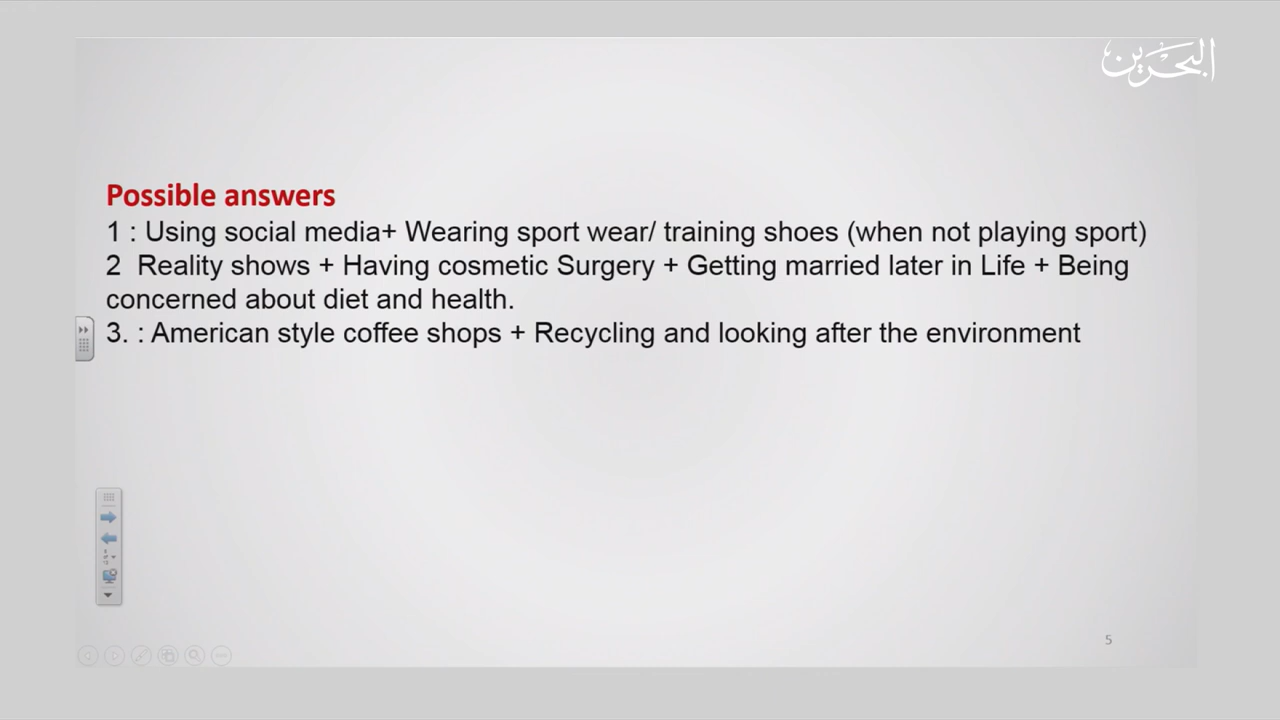 البحرين
Possible answers
1 : Using social media+ Wearing sport wear/ training shoes (when not playing sport)
2  Reality shows + Having cosmetic Surgery + Getting married later in Life + Being
concerned about diet and health.
3. : American style coffee shops + Recycling and looking after the environment
5